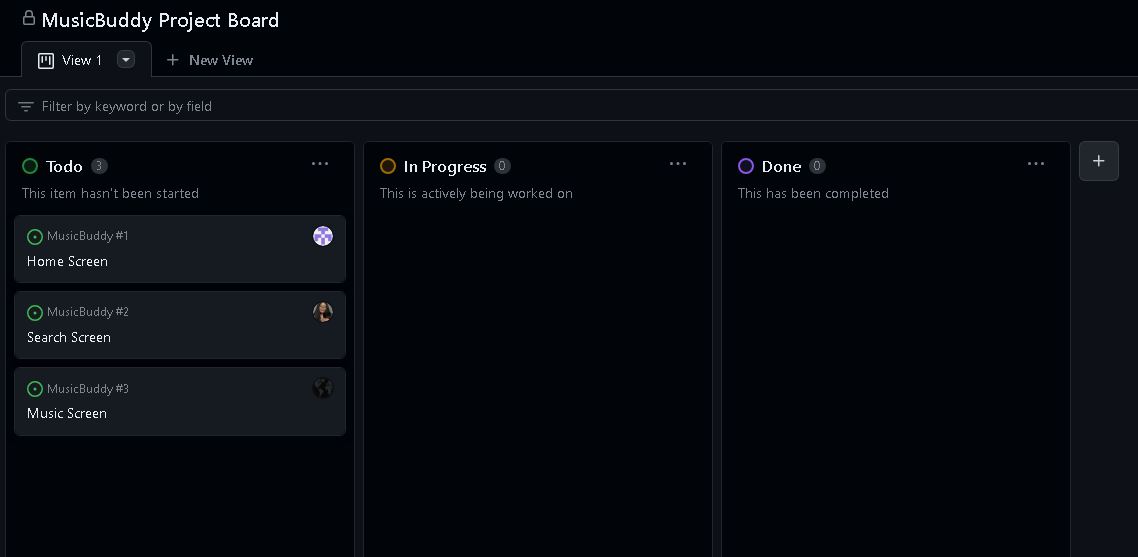 MusicBuddy Project Board
View 1
New View
Filter by keyword or by field
Todo 3
This item hasn't been started
MusicBuddy #1
Home Screen
MusicBuddy #2
Search Screen
MusicBuddy #3
Music Screen
In Progress 0
This is actively being worked on
Done 0
This has been completed